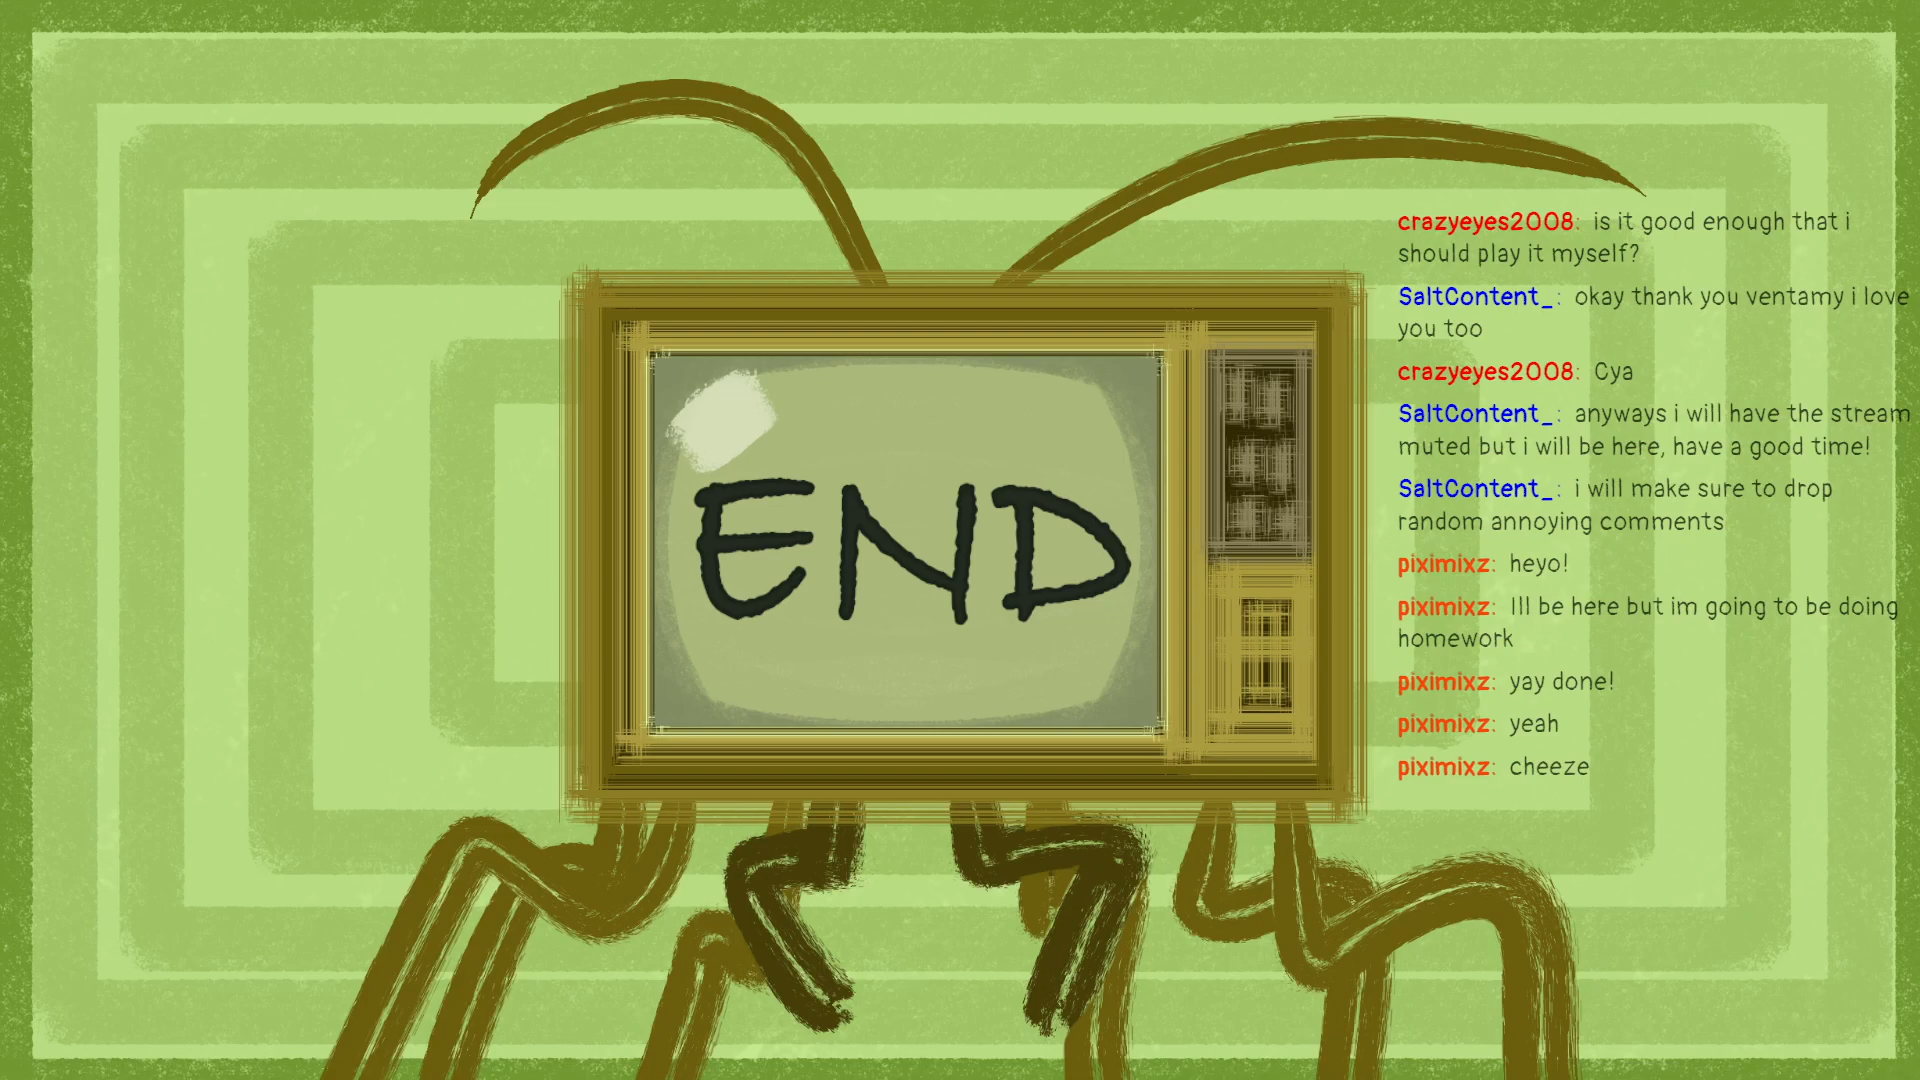 END
crazyeyes2008: is it good enough that i
should play it myself?
SaltContent_: okay thank you ventamy i love
you too
crazyeyes2008: Cya
SaltContent_: anyways i will have the stream
muted but i will be here, have a good time!
SaltContent_: i will make sure to drop
random annoying comments
piximixz: heyo!
piximixz: Ill be here but im going to be doing
homework
piximixz: yay done!
piximixz: yeah
piximixz: cheeze